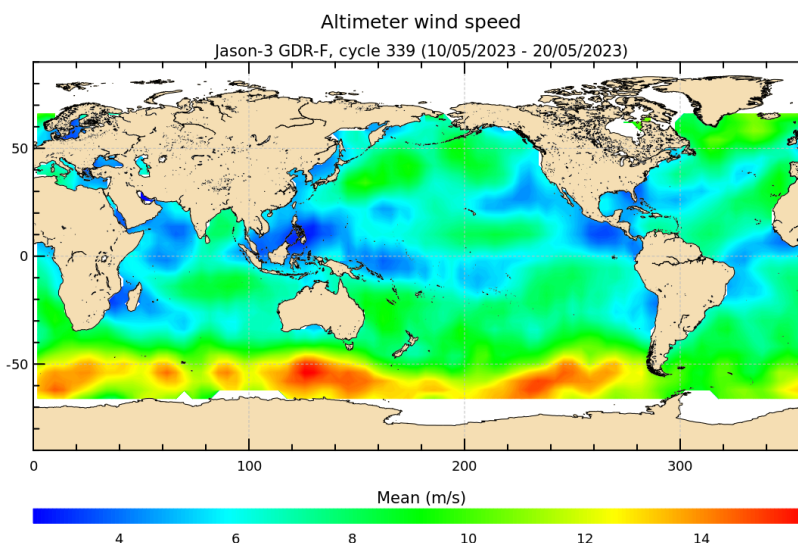 Altimeter wind speed
Jason-3 GDR-F, cycle 339 (10/05/2023 - 20/05/2023)
50
0
-50
0 100 200 300
Mean (m/s)
4 6 8 10 12 14